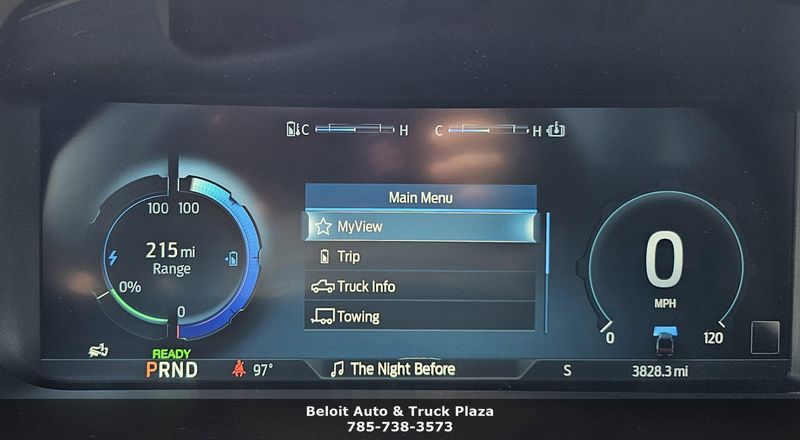 C H C H
Main Menu
MyView
Trip
Truck Info
Towing
100 100
215 mi
Range
0%
0
0
MPH
0 120
READY
PRND 97° The Night Before S 3828.3 mi
Beloit Auto & Truck Plaza
785-738-3573